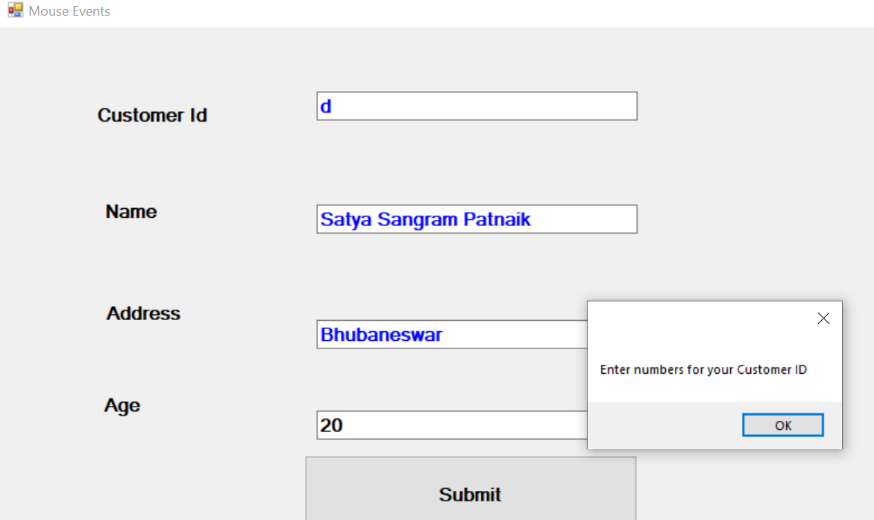 Mouse Events
Customer Id
d
Name
Satya Sangram Patnaik
Address
Bhubaneswar
Enter numbers for your Customer ID
OK
Age
20
Submit